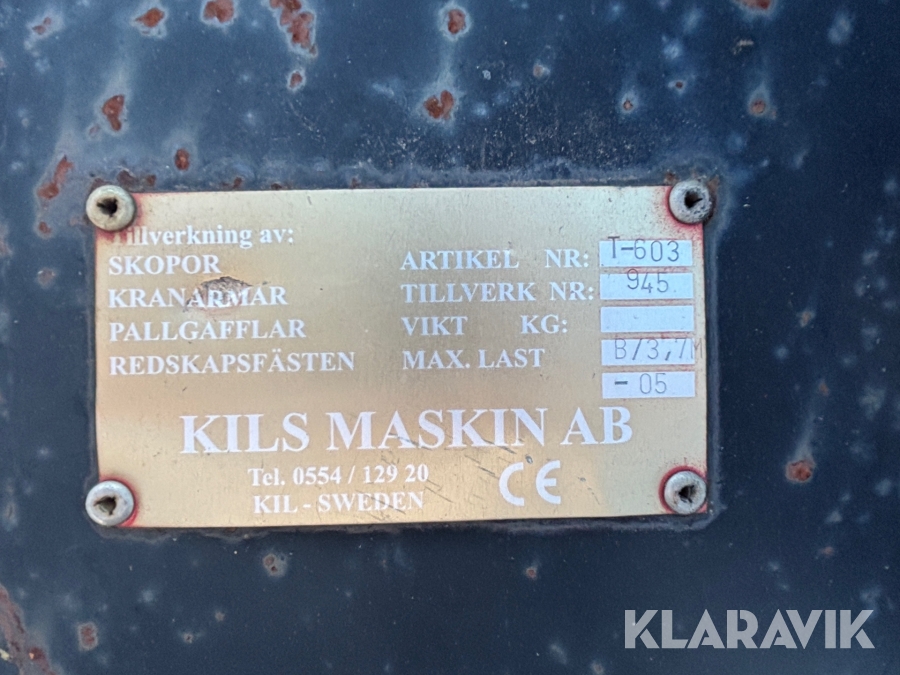 Tillverkning av:
SKOPOR
KRANARMAR
PALLGAFFLAR
REDSKAPSFÄSTEN
ARTIKEL NR: T-603
TILLVERK NR: 945
VIKT KG:
MAX. LAST B/3,7M
-05
KILS MASKIN AB
Tel. 0554 / 129 20
KIL - SWEDEN
CE
KLARAVIK